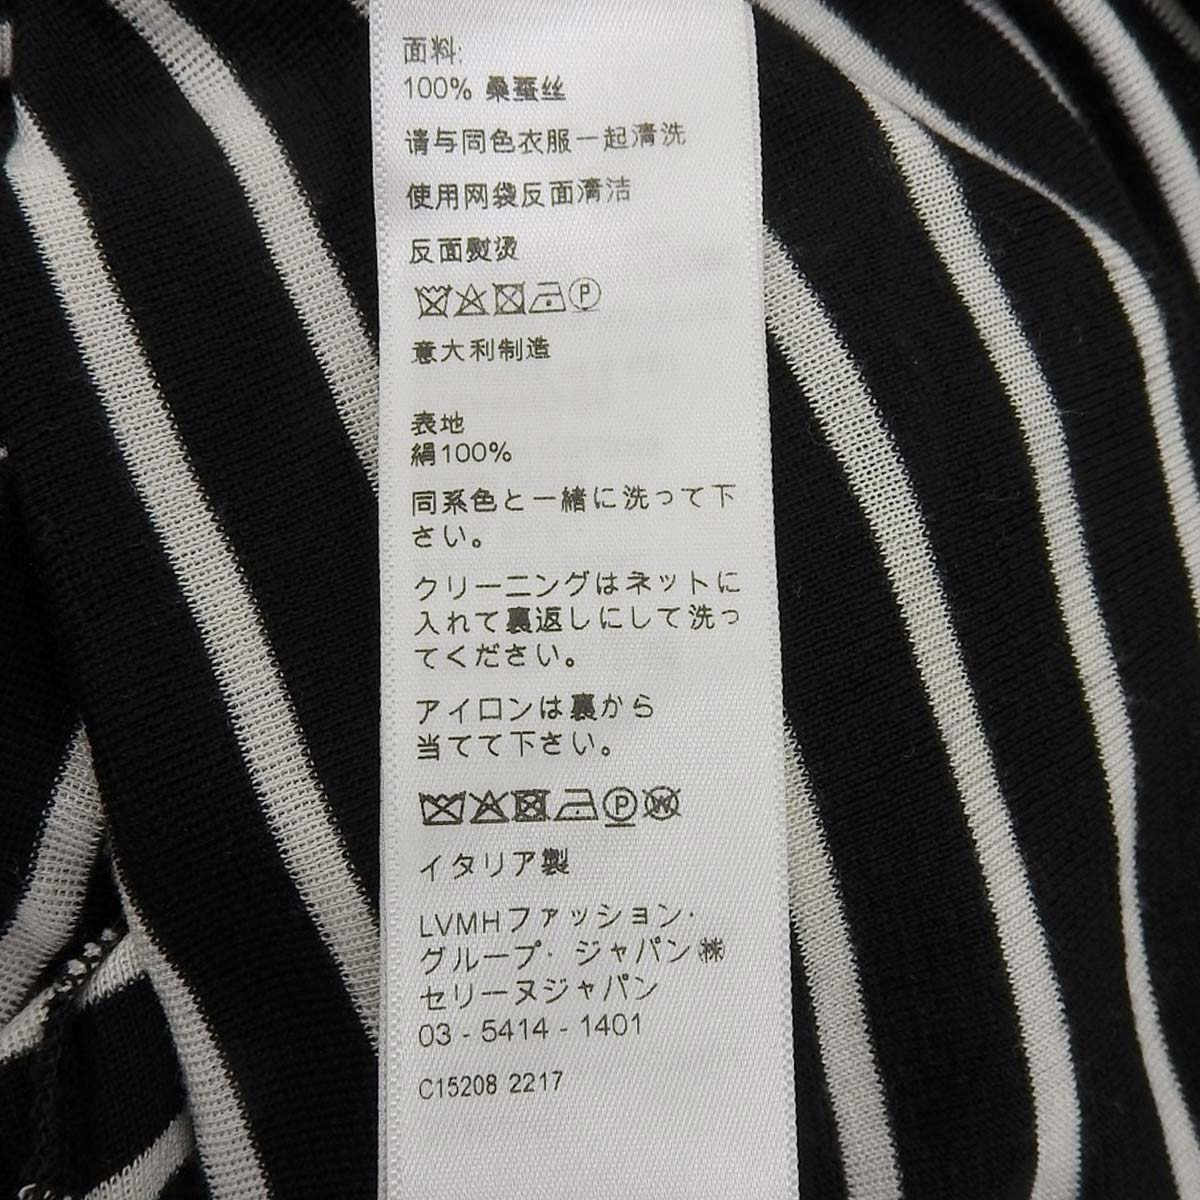 面料:
100% 桑蚕丝
请与同色衣服一起清洗
使用网袋反面清洁
反面熨烫
P
意大利制造
表地
絹100%
同系色と一緒に洗って下
さい。
クリーニングはネットに
入れて裏返しにして洗っ
てください。
アイロンは裏から
当てて下さい。
P W
イタリア製
LVMHファッション・
グループ・ジャパン㈱
セリーヌジャパン
03 - 5414 - 1401
C15208 2217